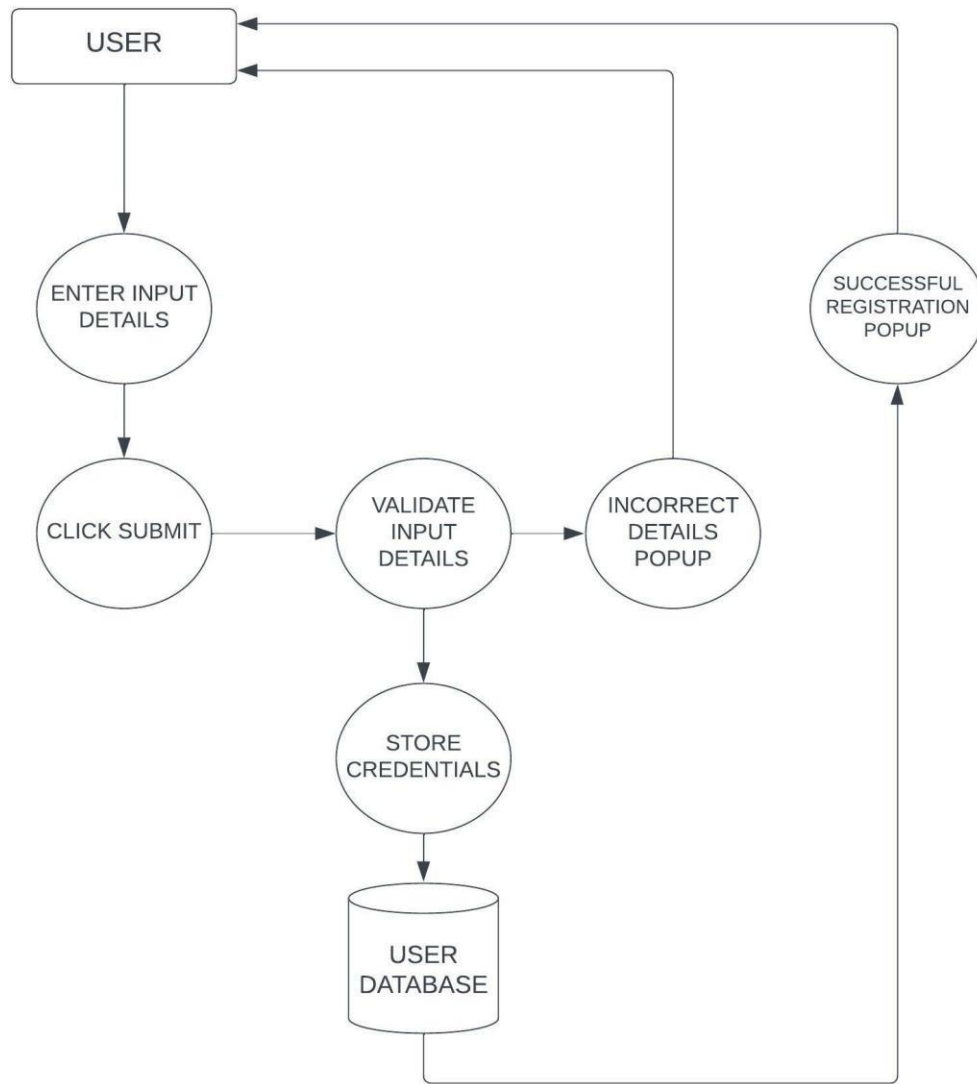 USER
ENTER INPUT
DETAILS
SUCCESSFUL
REGISTRATION
POPUP
CLICK SUBMIT
VALIDATE
INPUT
DETAILS
INCORRECT
DETAILS
POPUP
STORE
CREDENTIALS
USER
DATABASE